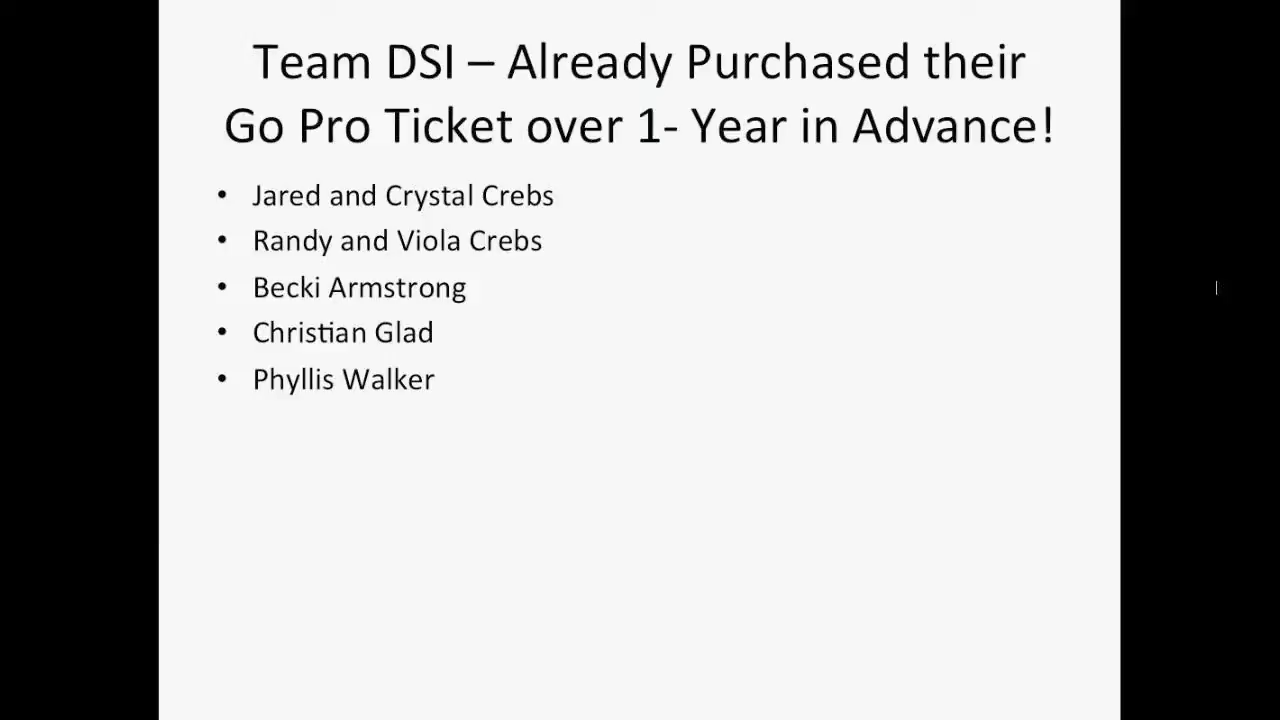 Team DSI – Already Purchased their
Go Pro Ticket over 1- Year in Advance!
• Jared and Crystal Crebs
• Randy and Viola Crebs
• Becki Armstrong
• Christian Glad
• Phyllis Walker